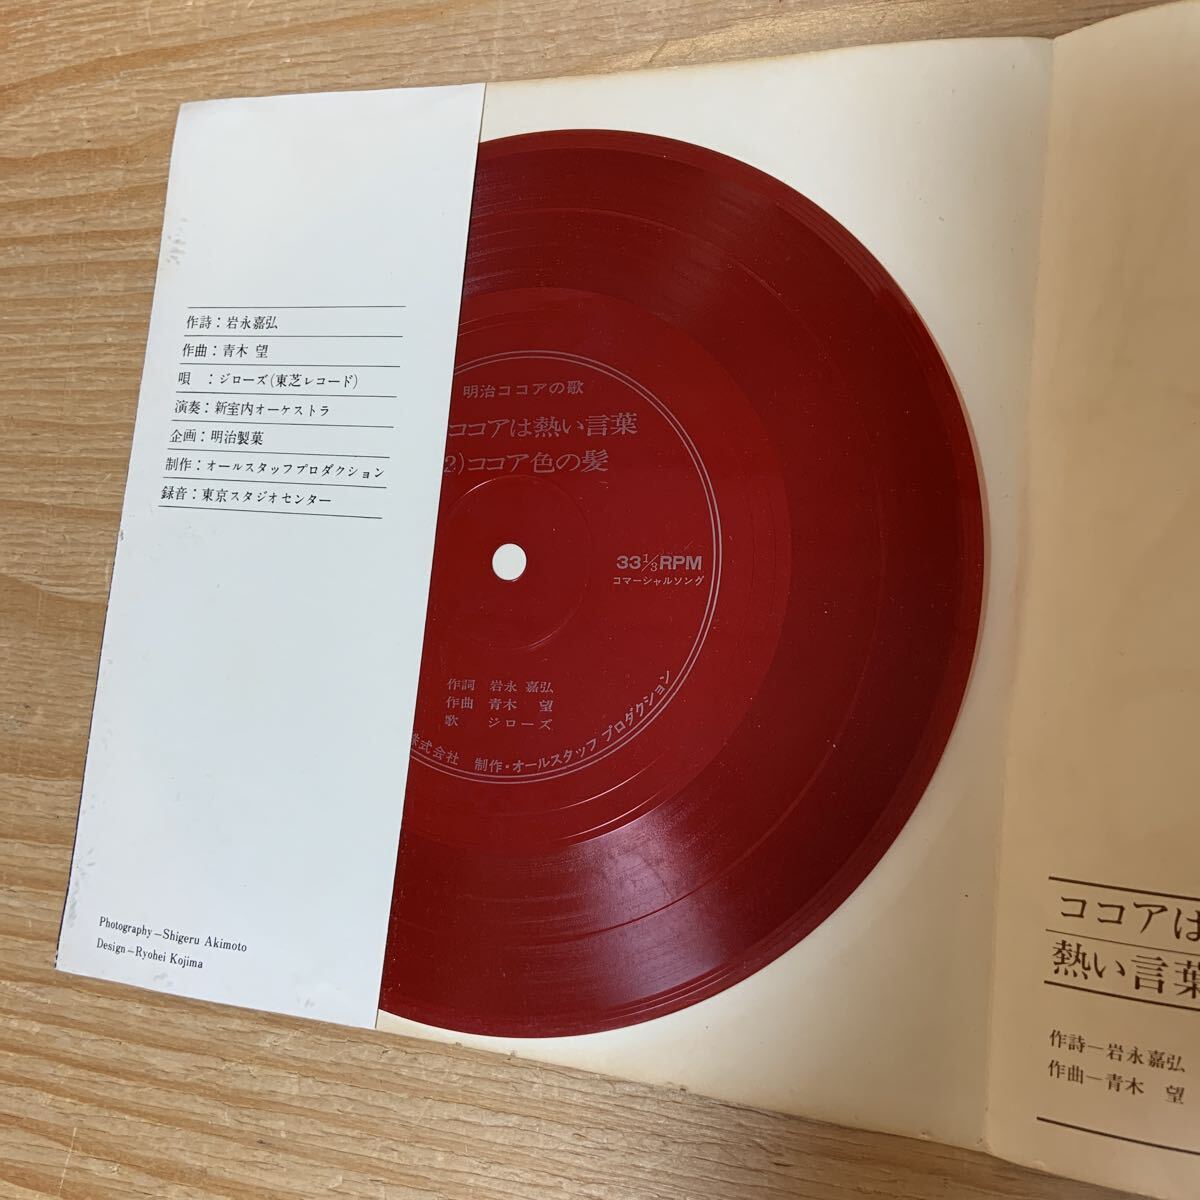 作詩：岩永嘉弘
作曲：青木 望
唄　：ジローズ(東芝レコード)
演奏：新室内オーケストラ
企画：明治製菓
制作：オールスタッフプロダクション
録音：東京スタジオセンター
Photography–Shigeru Akimoto
Design–Ryohei Kojima
明治ココアの歌
ココアは熱い言葉
2)ココア色の髪
33⅓RPM
コマーシャルソング
作詞 岩永 嘉弘
作曲 青木 望
歌 ジローズ
株式会社 制作・オールスタッフ プロダクション
ココアは
熱い言葉
作詩–岩永嘉弘
作曲–青木 望